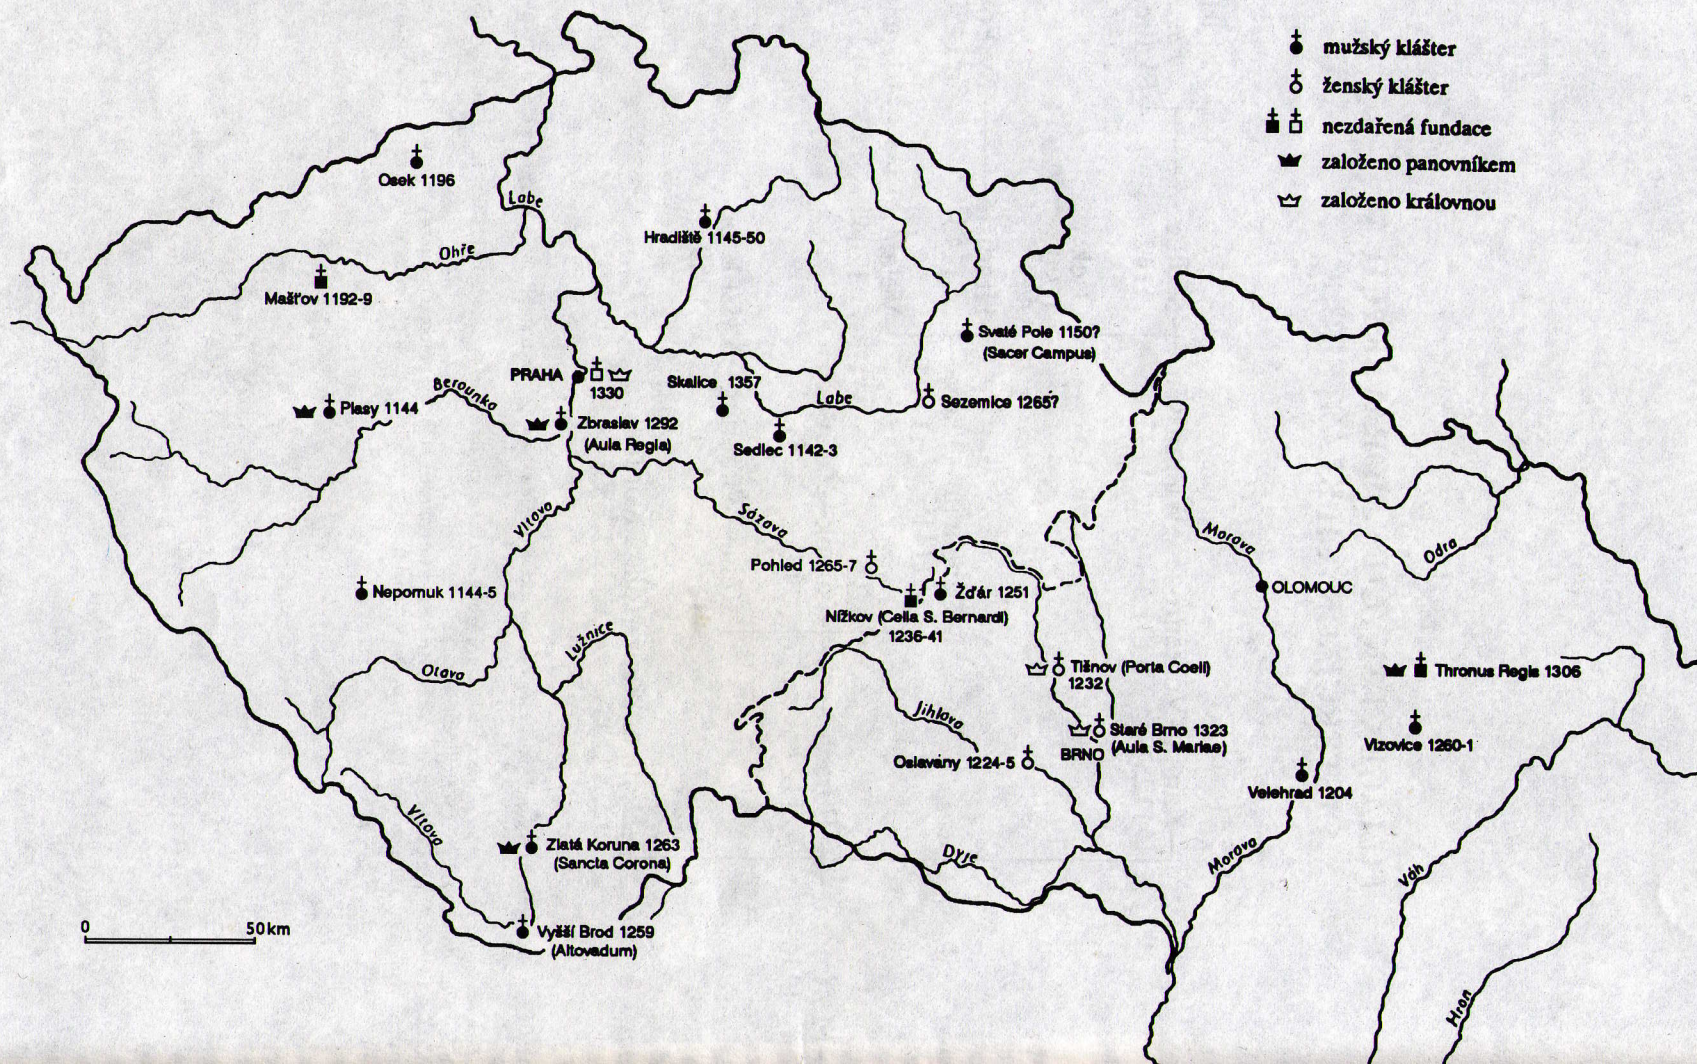 mužský klášter
ženský klášter
nezdařená fundace
založeno panovníkem
založeno královnou
Osek 1196
Labe
Hradiště 1145-50
Ohře
Mašťov 1192-9
Svaté Pole 1150?
(Sacer Campus)
PRAHA
1330
Skalice 1357
Berounka
Plasy 1144
Labe
Sezemice 1265?
Zbraslav 1292
(Aula Regia)
Sedlec 1142-3
Vltava
Sázava
Morava
Odra
Pohled 1265-7
Nepomuk 1144-5
Žďár 1251
OLOMOUC
Nížkov (Cella S. Bernardi)
1236-41
Lužnice
Otava
Tišnov (Porta Coeli)
1232
Thronus Regis 1306
Jihlava
Staré Brno 1323
(Aula S. Mariae)
BRNO
Vizovice 1260-1
Oslavany 1224-5
Velehrad 1204
Vltava
Zlatá Koruna 1263
(Sancta Corona)
Dyje
Morava
Váh
0 50km
Vyšší Brod 1259
(Altovadum)
Hron